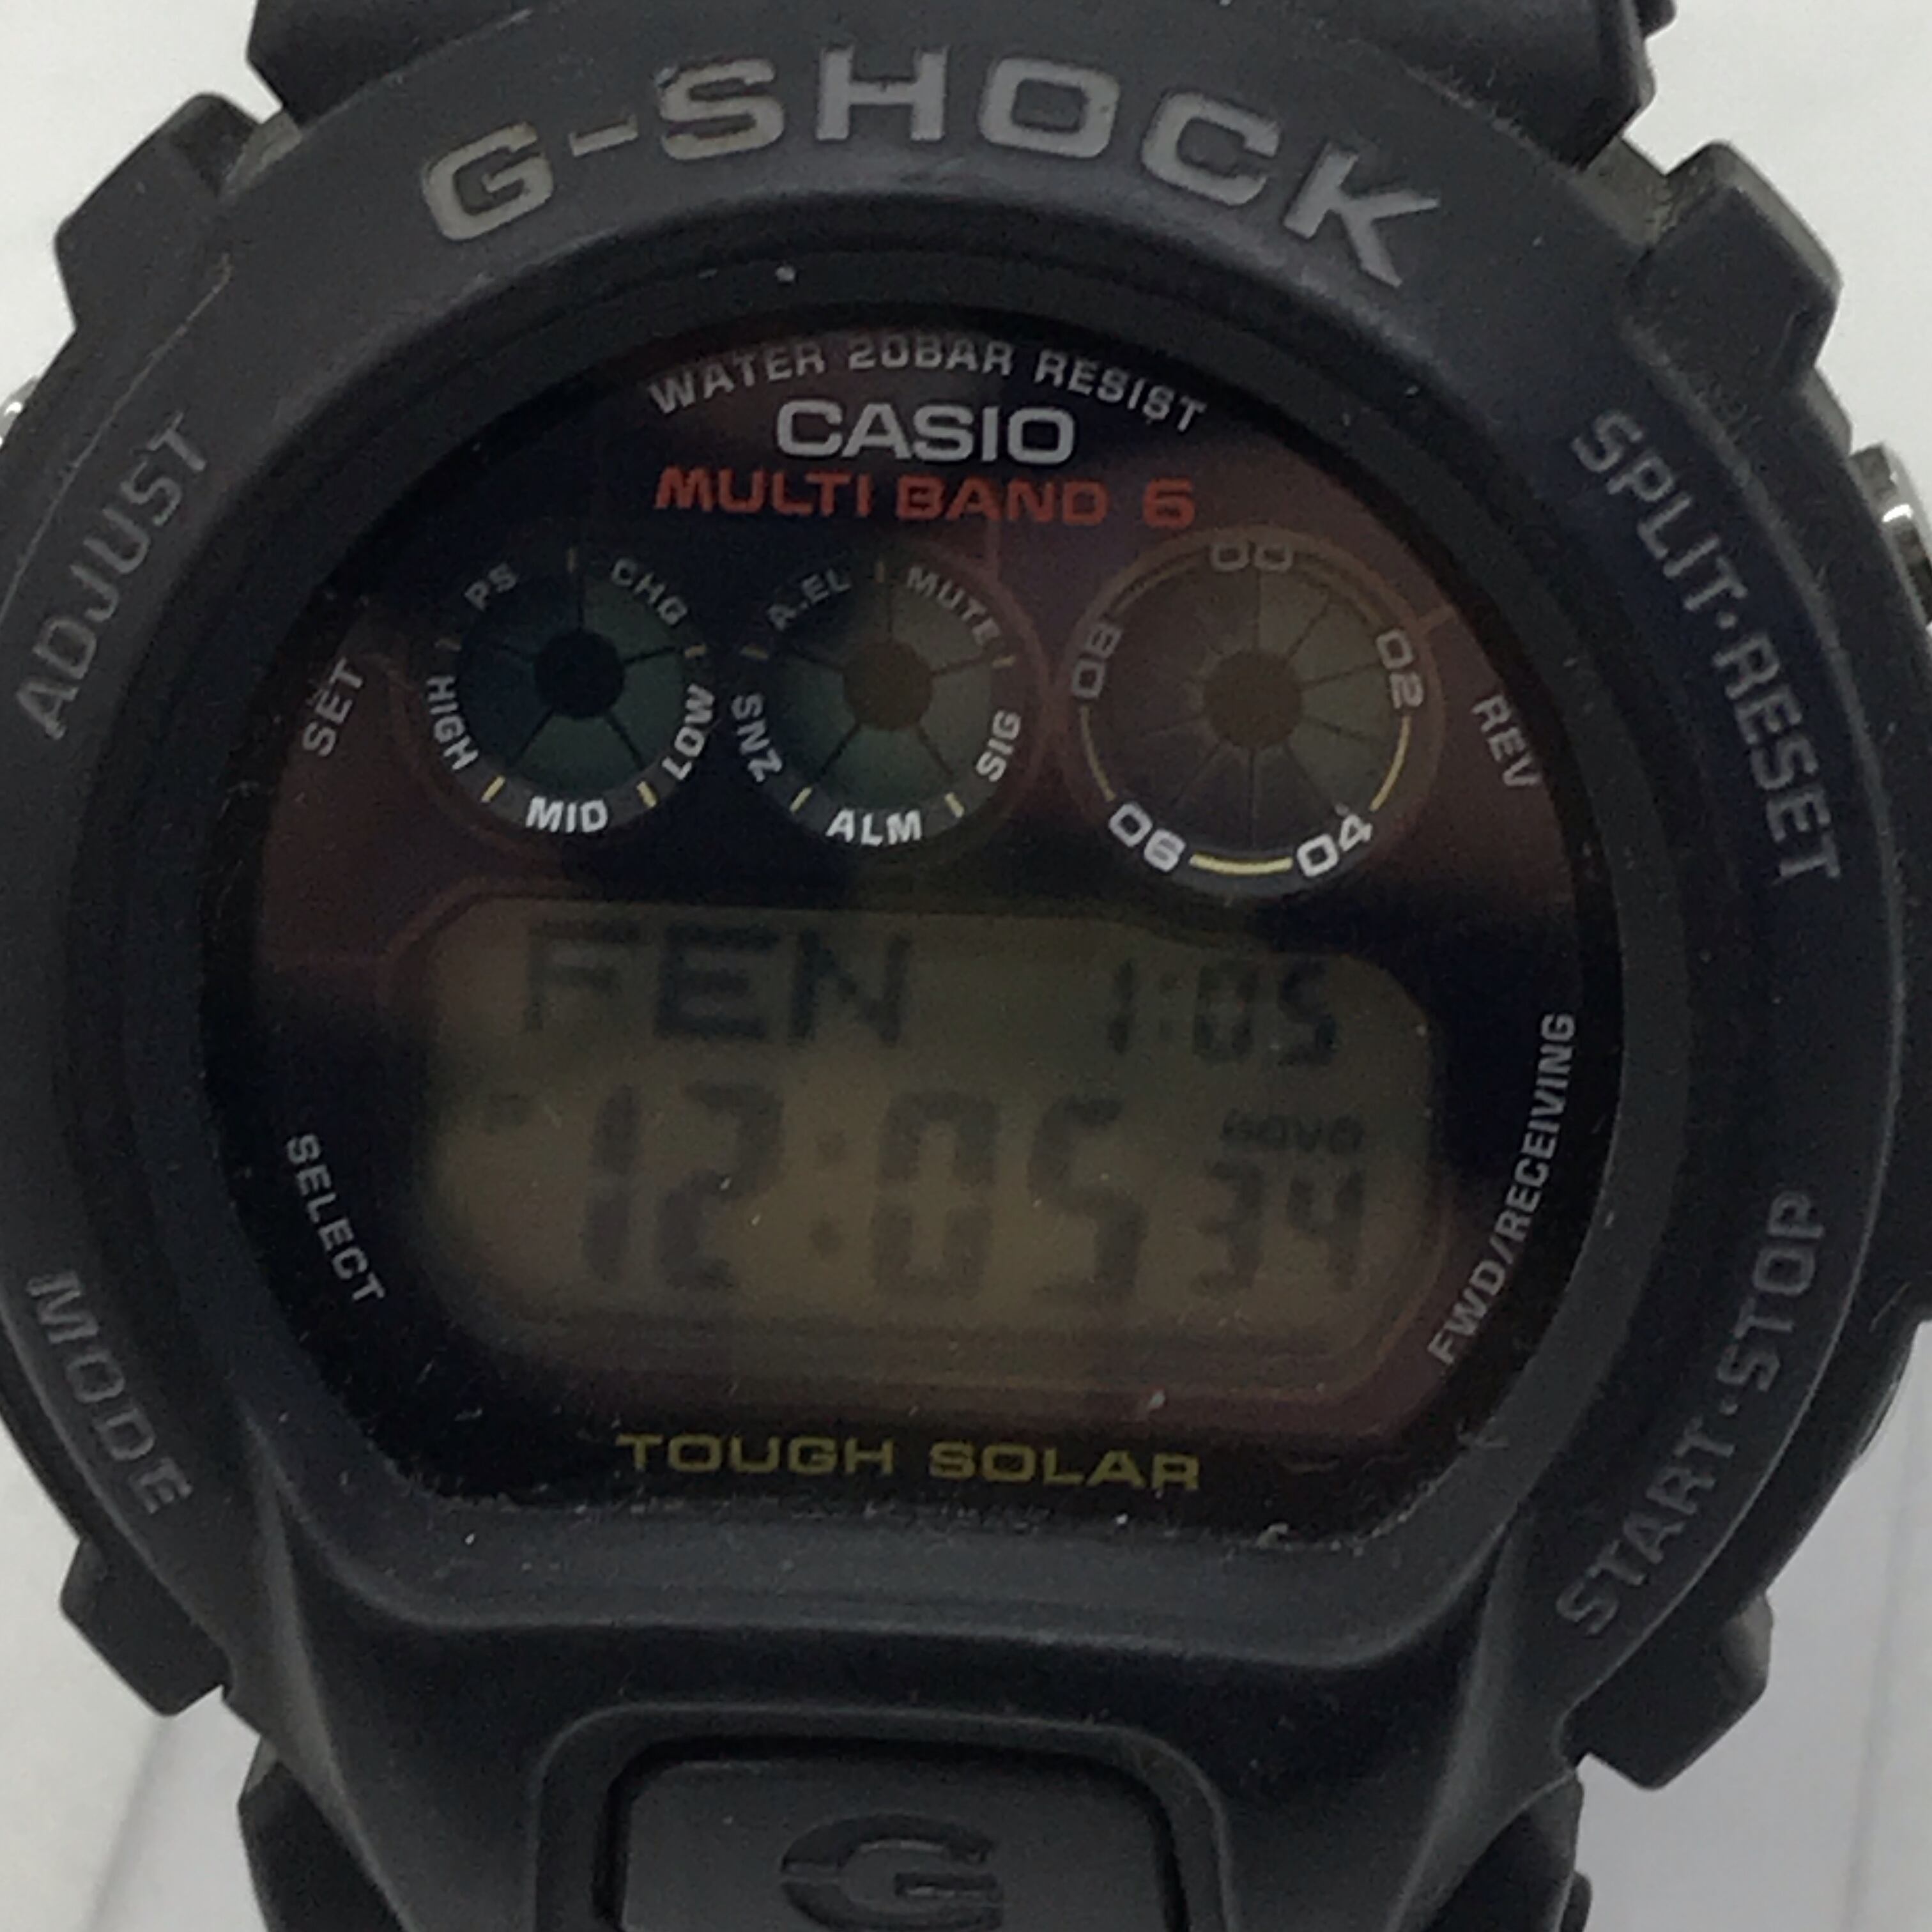 G-SHOCK
WATER 20BAR RESIST
CASIO
MULTI BAND 6
ADJUST
SPLIT·RESET
SET
REV
PS CHG LOW MID HIGH
A.EL MUTE SIG ALM SNZ
00 02 04 06 08
FEN 1:05
12:05 34
SELECT
FWD/RECEIVING
MODE
START·STOP
TOUGH SOLAR
G